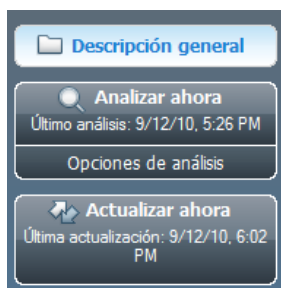 Descripción general
Analizar ahora
Último análisis: 9/12/10, 5:26 PM
Opciones de análisis
Actualizar ahora
Última actualización: 9/12/10, 6:02
PM